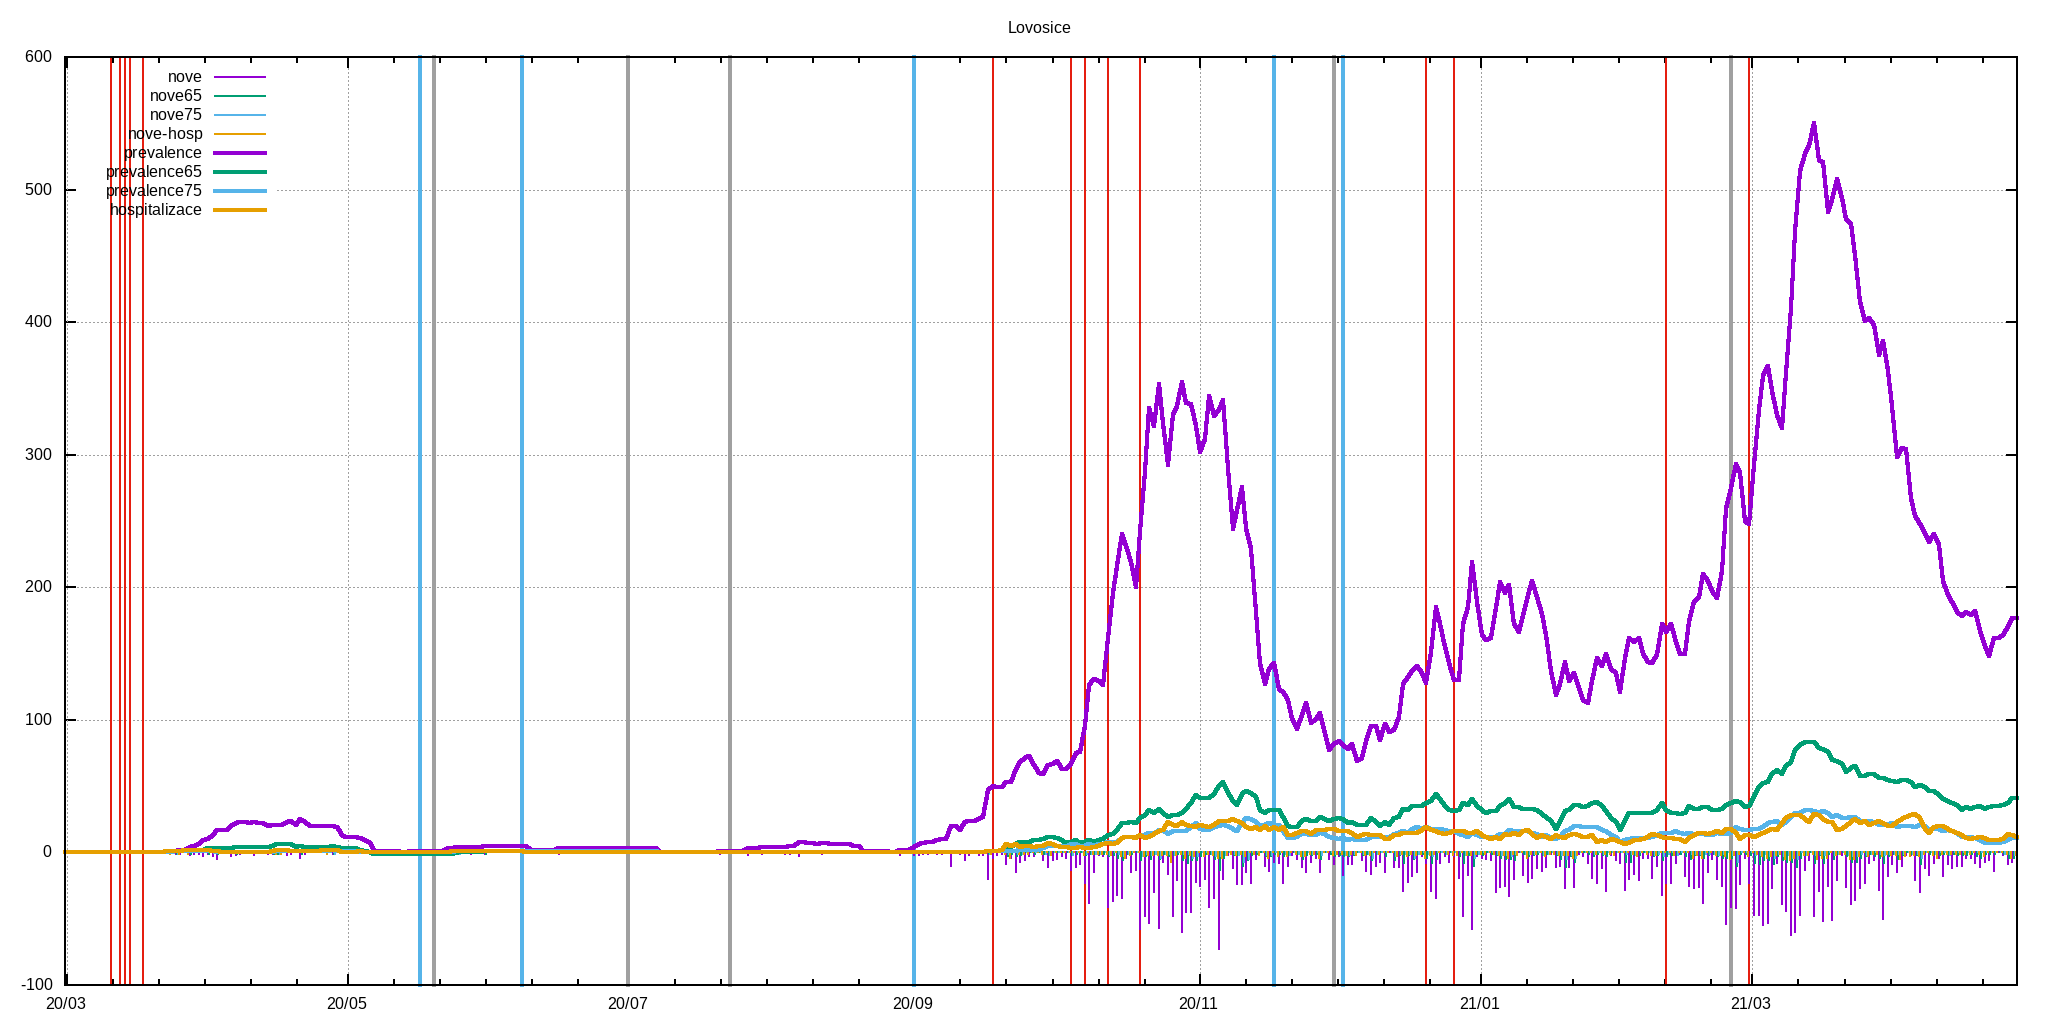 Lovosice
600
500
400
300
200
100
0
-100
nove
nove65
nove75
nove-hosp
prevalence
prevalence65
prevalence75
hospitalizace
20/03 20/05 20/07 20/09 20/11 21/01 21/03